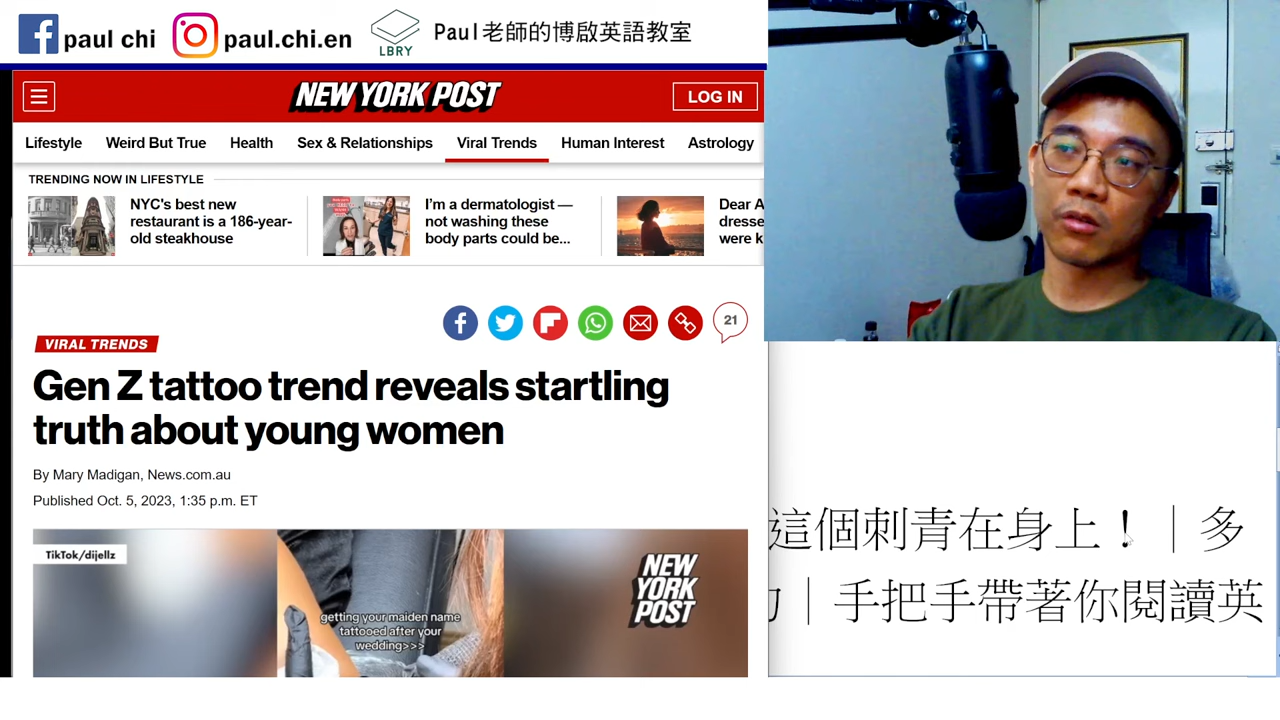 paul chi
paul.chi.en
LBRY
Paul老師的博啟英語教室
NEW YORK POST
LOG IN
Lifestyle
Weird But True
Health
Sex & Relationships
Viral Trends
Human Interest
Astrology
TRENDING NOW IN LIFESTYLE
NYC's best new
restaurant is a 186-year-
old steakhouse
I'm a dermatologist —
not washing these
body parts could be...
Dear A
dresse
were k
21
VIRAL TRENDS
Gen Z tattoo trend reveals startling
truth about young women
By Mary Madigan, News.com.au
Published Oct. 5, 2023, 1:35 p.m. ET
TikTok/dijellz
getting your maiden name
tattooed after your
wedding>>>
NEW
YORK
POST
這個刺青在身上！｜多
｜手把手帶著你閱讀英